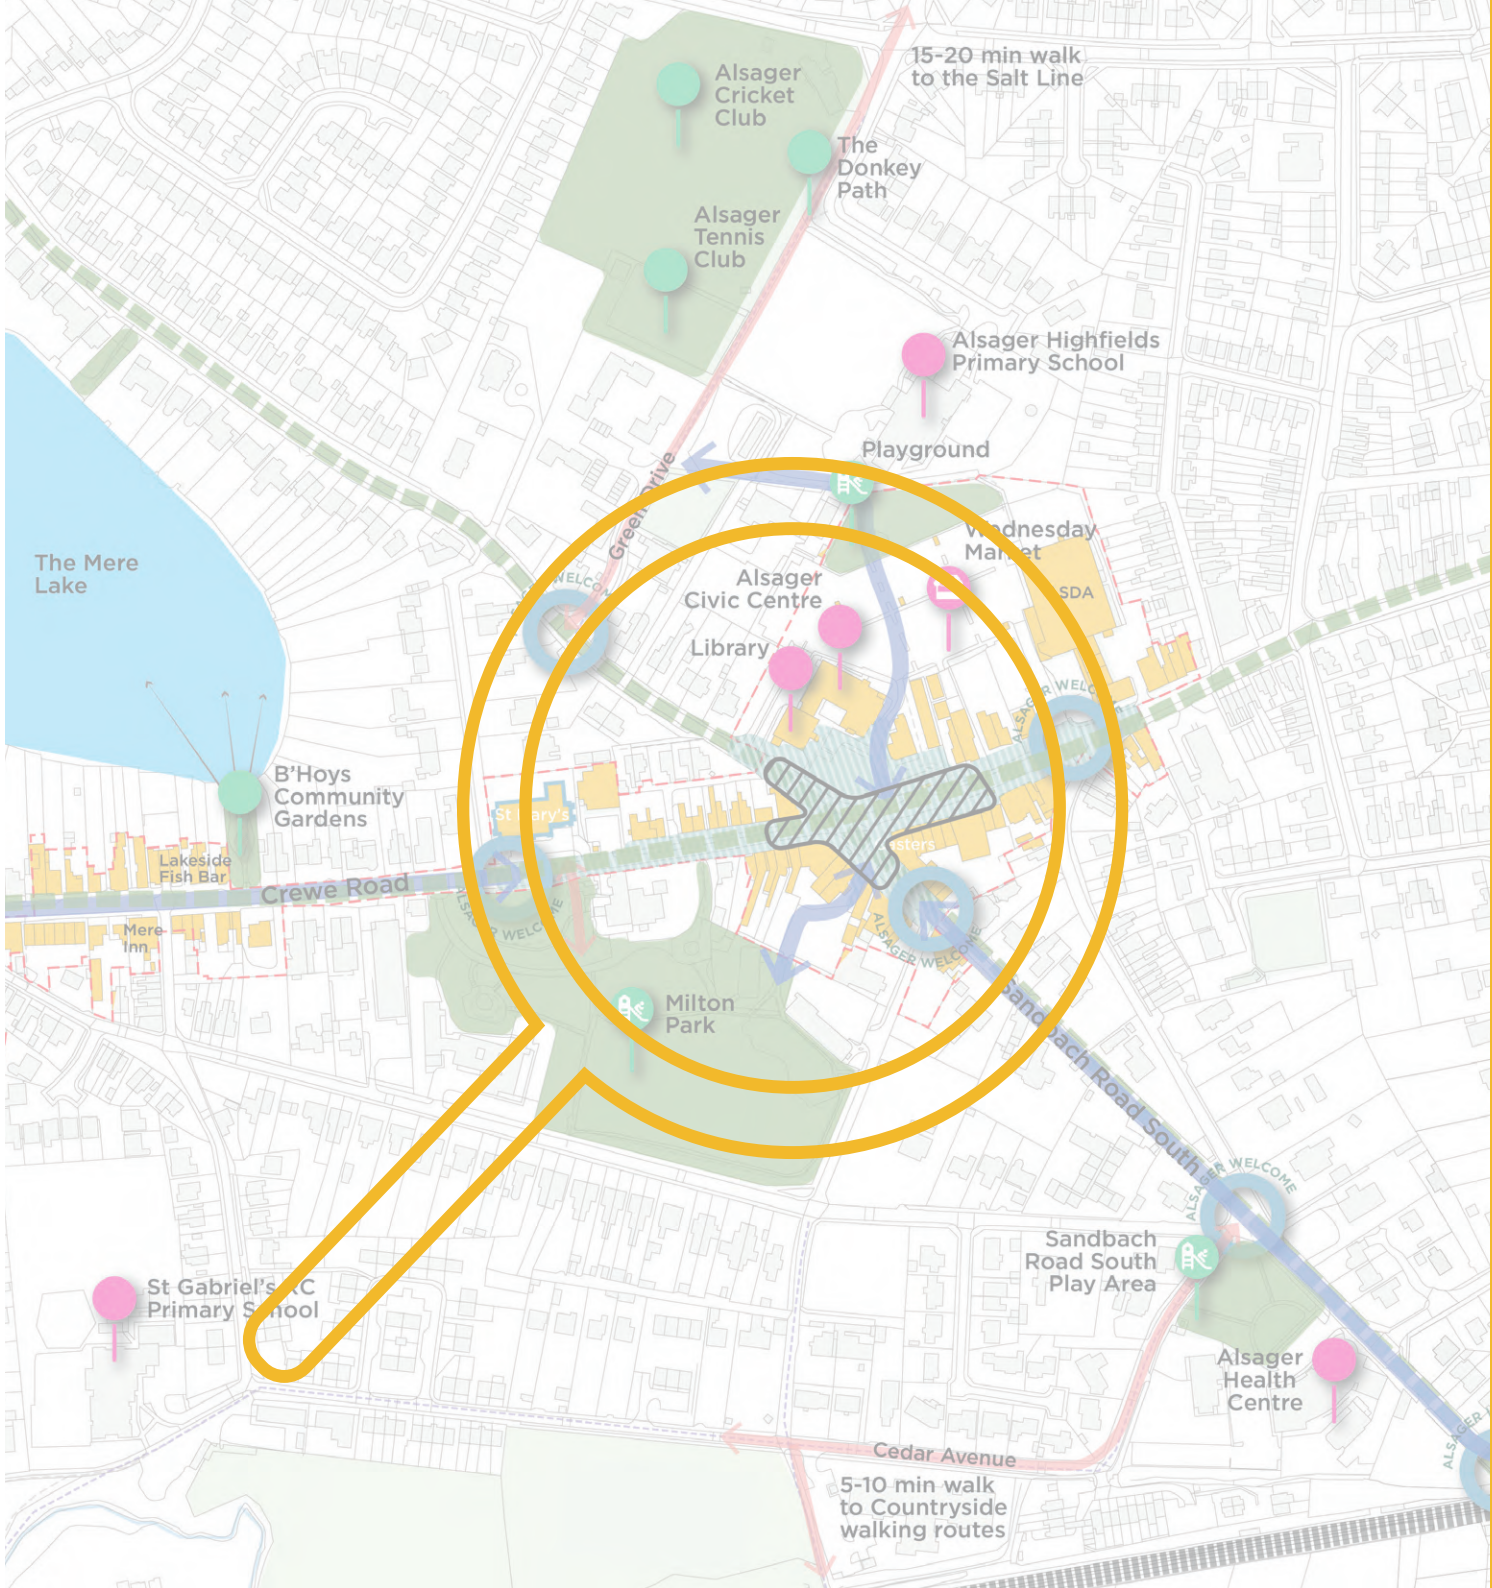 15-20 min walk
to the Salt Line
Alsager
Cricket
Club
The
Donkey
Path
Alsager
Tennis
Club
Alsager Highfields
Primary School
Playground
Green Drive
Wednesday
Market
The Mere
Lake
Alsager
Civic Centre
ASDA
Library
ALSAGER WELCOME
B'Hoys
Community
Gardens
St Mary's
Lakeside
Fish Bar
Crewe Road
ALSAGER WELCOME
Mere
Inn
ALSAGER WELCOME
Milton
Park
Sandbach Road South
ALSAGER WELCOME
Sandbach
Road South
Play Area
St Gabriel's RC
Primary School
Alsager
Health
Centre
ALSAGER
Cedar Avenue
5-10 min walk
to Countryside
walking routes